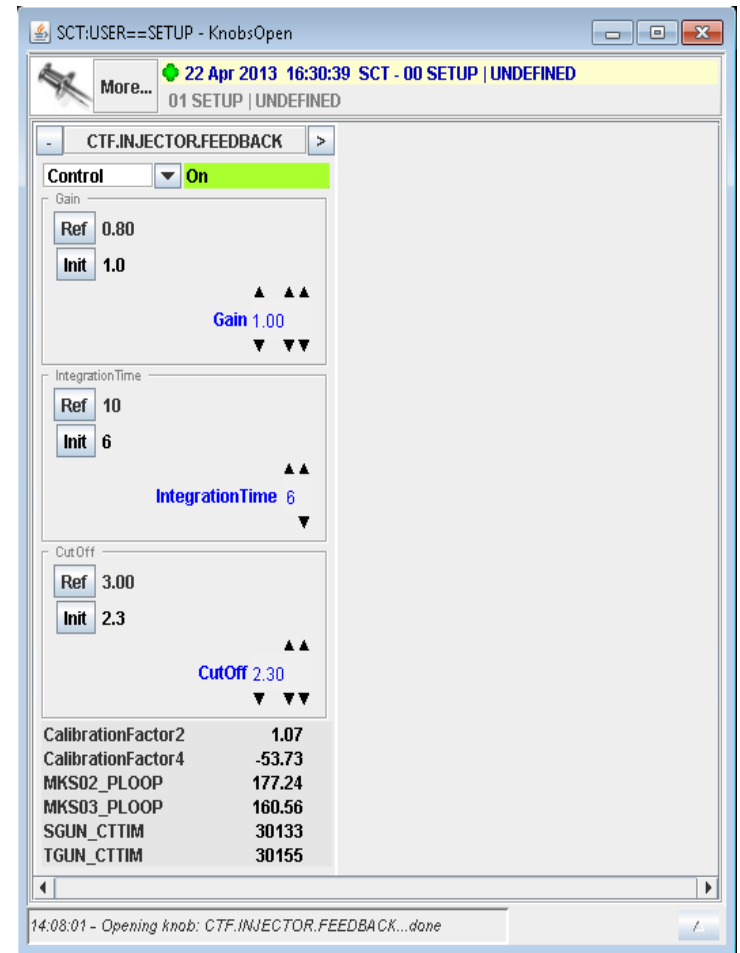 SCT:USER==SETUP - KnobsOpen
More...
22 Apr 2013 16:30:39 SCT - 00 SETUP | UNDEFINED
01 SETUP | UNDEFINED
- CTF.INJECTOR.FEEDBACK >
Control On
Gain
Ref 0.80
Init 1.0
Gain 1.00
IntegrationTime
Ref 10
Init 6
IntegrationTime 6
CutOff
Ref 3.00
Init 2.3
CutOff 2.30
CalibrationFactor2 1.07
CalibrationFactor4 -53.73
MKS02_PLOOP 177.24
MKS03_PLOOP 160.56
SGUN_CTTIM 30133
TGUN_CTTIM 30155
14:08:01 - Opening knob: CTF.INJECTOR.FEEDBACK...done